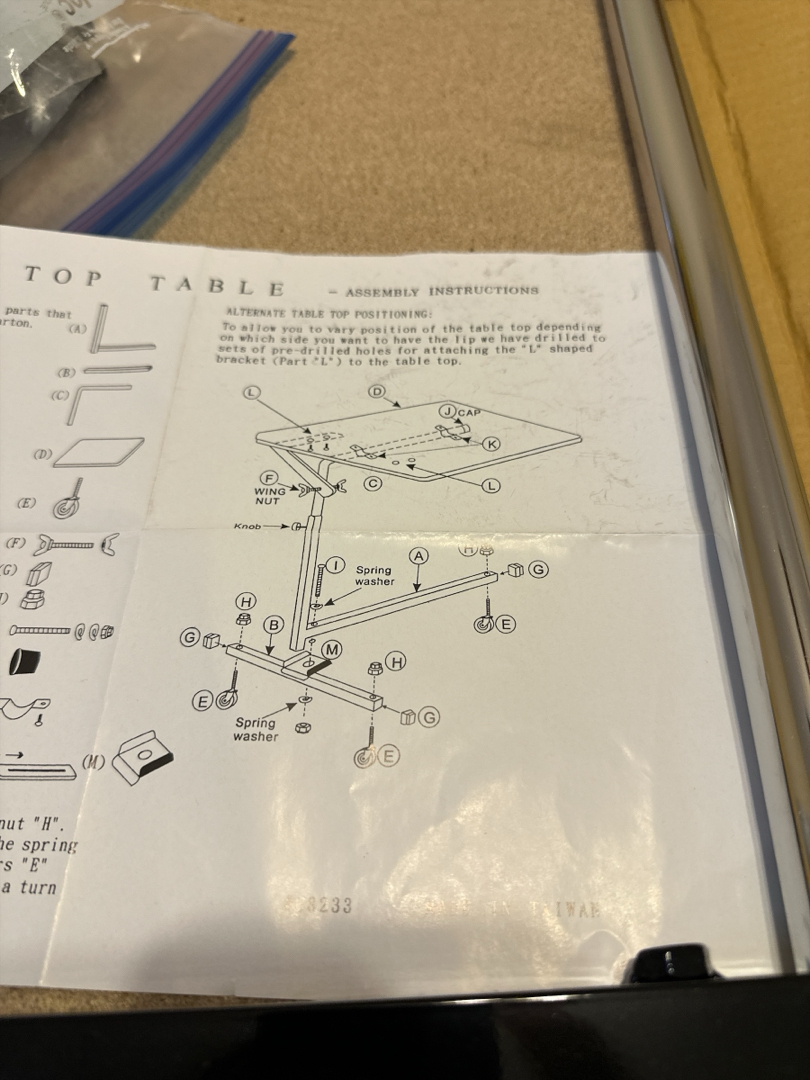 TOP TABLE - ASSEMBLY INSTRUCTIONS
parts that
(A)
(B)
(C)
(D)
(E)
(F)
(M)
nut "H".
spring
"E"
a turn
ALTERNATE TABLE TOP POSITIONING:
To allow you to vary position of the table top depending
on which side you want to have the lip we have drilled to
sets of pre-drilled holes for attaching the "L" shaped
bracket (Part "L") to the table top.
L
D
J CAP
K
F
WING
NUT
C
L
Knob
I
Spring
washer
A
H
G
H
B
E
G
M
H
E
Spring
washer
G
E